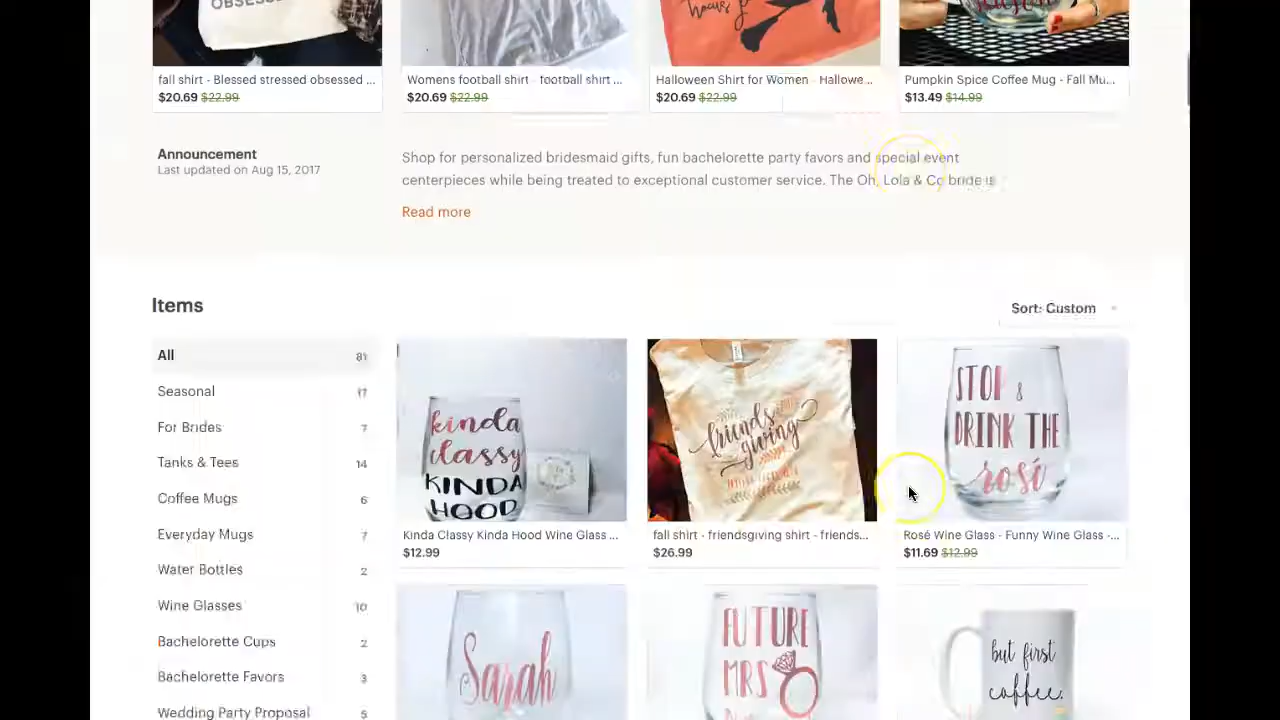 OBSESSED
hocus
fall shirt - Blessed stressed obsessed ...
$20.69 $22.99
Womens football shirt - football shirt ...
$20.69 $22.99
Halloween Shirt for Women - Hallowe...
$20.69 $22.99
Pumpkin Spice Coffee Mug - Fall Mu...
$13.49 $14.99
Announcement
Last updated on Aug 15, 2017
Shop for personalized bridesmaid gifts, fun bachelorette party favors and special event
centerpieces while being treated to exceptional customer service. The Oh, Lola & Co bride is
Read more
Items
Sort: Custom
All 81
Seasonal 17
For Brides 7
Tanks & Tees 14
Coffee Mugs 6
Everyday Mugs 7
Water Bottles 2
Wine Glasses 10
Bachelorette Cups 2
Bachelorette Favors 3
Wedding Party Proposal 5
kinda
classy
KINDA
HOOD
Kinda Classy Kinda Hood Wine Glass ...
$12.99
friends
giving
fall shirt - friendsgiving shirt - friends...
$26.99
STOP &
DRINK THE
rosé
Rosé Wine Glass - Funny Wine Glass -...
$11.69 $12.99
Sarah
FUTURE
MRS
but first
coffee.